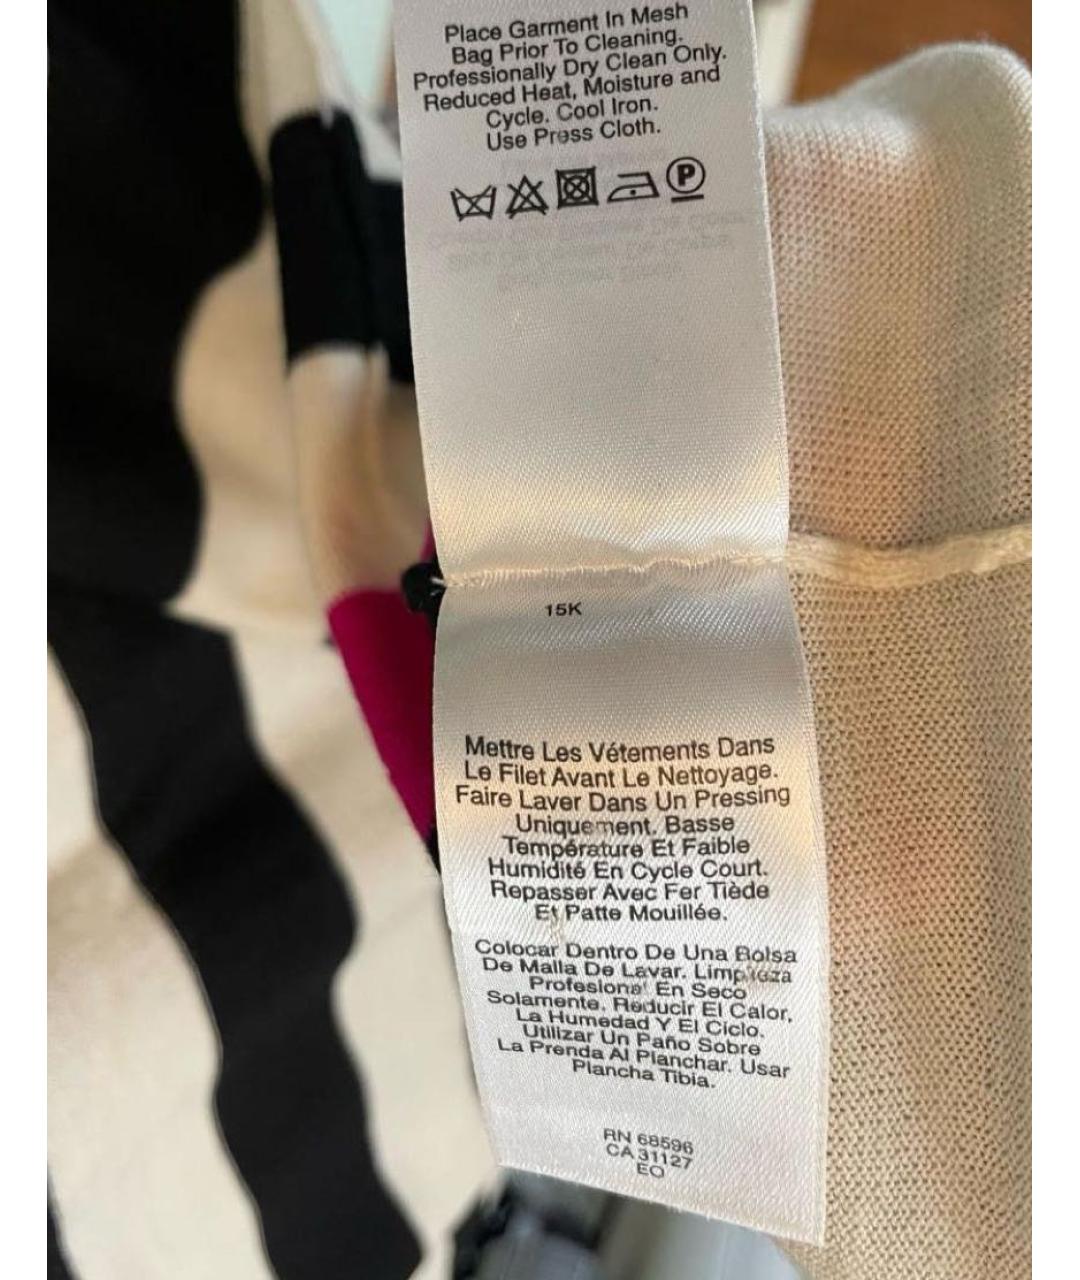 Place Garment In Mesh
Bag Prior To Cleaning.
Professionally Dry Clean Only.
Reduced Heat, Moisture and
Cycle. Cool Iron.
Use Press Cloth.
P
15K
Mettre Les Vétements Dans
Le Filet Avant Le Nettoyage.
Faire Laver Dans Un Pressing
Uniquement. Basse
Température Et Faible
Humidité En Cycle Court.
Repasser Avec Fer Tiède
Et Patte Mouillée.
Colocar Dentro De Una Bolsa
De Malla De Lavar. Limpieza
Profesional En Seco
Solamente. Reducir El Calor,
La Humedad Y El Ciclo.
Utilizar Un Paño Sobre
La Prenda Al Planchar. Usar
Plancha Tibia.
RN 68596
CA 31127
EO